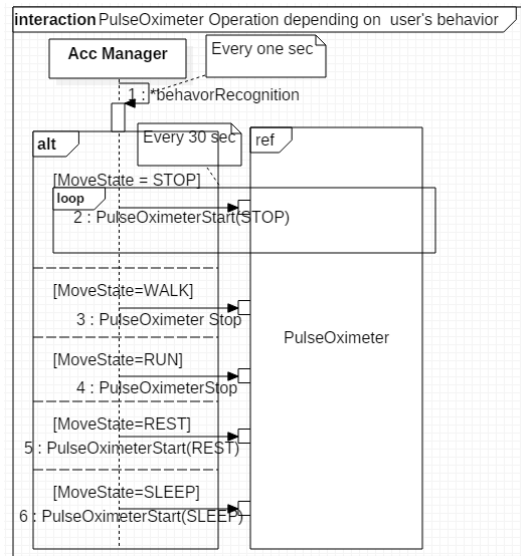 interaction PulseOximeter Operation depending on user's behavior
Acc Manager
Every one sec
1 : *behavorRecognition
alt
Every 30 sec
ref
[MoveState = STOP]
loop
2 : PulseOximeterStart(STOP)
[MoveState=WALK]
3 : PulseOximeter Stop
PulseOximeter
[MoveState=RUN]
4 : PulseOximeterStop
[MoveState=REST]
5 : PulseOximeterStart(REST)
[MoveState=SLEEP]
6 : PulseOximeterStart(SLEEP)